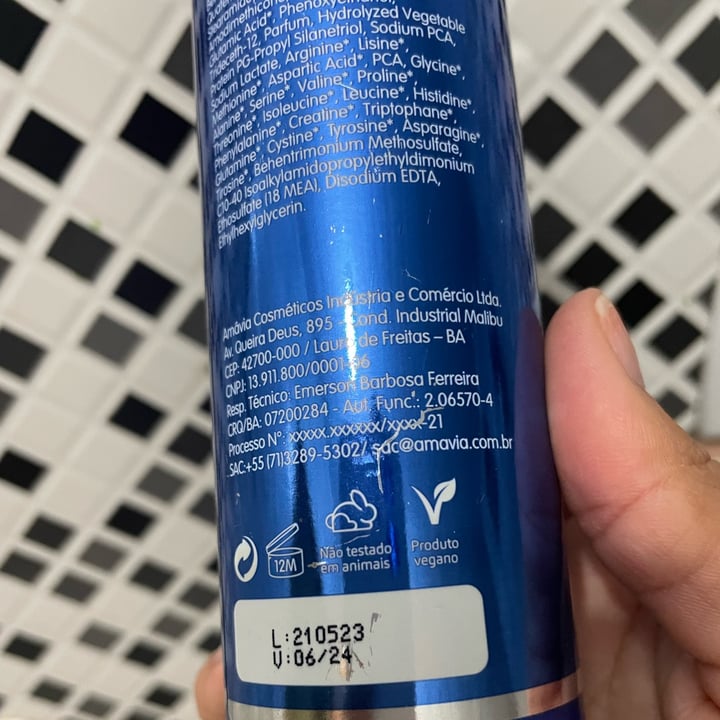 Glutamic Acid*, Phenoxyethanol,
Trideceth-12, Parfum, Hydrolyzed Vegetable
Protein PG-Propyl Silanetriol, Sodium PCA,
Sodium Lactate, Arginine*, Lisine*,
Methionine*, Aspartic Acid*, PCA, Glycine*,
Alanine*, Serine*, Valine*, Proline*,
Threonine*, Isoleucine*, Leucine*, Histidine*,
Phenylalanine*, Creatine*, Triptophane*,
Glutamine*, Cystine*, Tyrosine*, Asparagine*,
Tirosine*, Behentrimonium Methosulfate,
C10-40 Isoalkylamidopropylethyldimonium
Ethosulfate (18 MEA), Disodium EDTA,
Ethylhexylglycerin.
Amávia Cosméticos Indústria e Comércio Ltda.
Av. Queira Deus, 895 - Cond. Industrial Malibu
CEP: 42700-000 / Lauro de Freitas – BA
CNPJ: 13.911.800/0001-
Resp. Técnico: Emerson Barbosa Ferreira
CRQ/BA: 07200284 - Aut. Func.: 2.06570-4
Processo Nº: xxxxx.xxxxxx/xxxx-21
SAC:+55 (71)3289-5302/ sac@amavia.com.br
12M
Não testado
em animais
Produto
vegano
L:210523
V:06/24